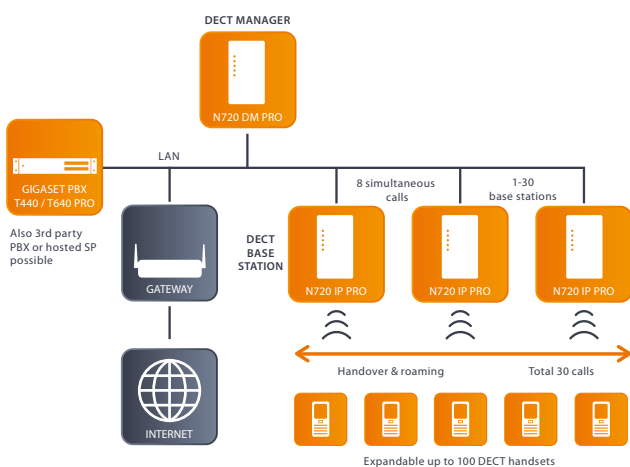 DECT MANAGER
N720 DM PRO
LAN
GIGASET PBX
T440 / T640 PRO
Also 3rd party
PBX or hosted SP
possible
GATEWAY
INTERNET
8 simultaneous
calls
1-30
base stations
DECT
BASE
STATION
N720 IP PRO
N720 IP PRO
N720 IP PRO
Handover & roaming
Total 30 calls
Expandable up to 100 DECT handsets